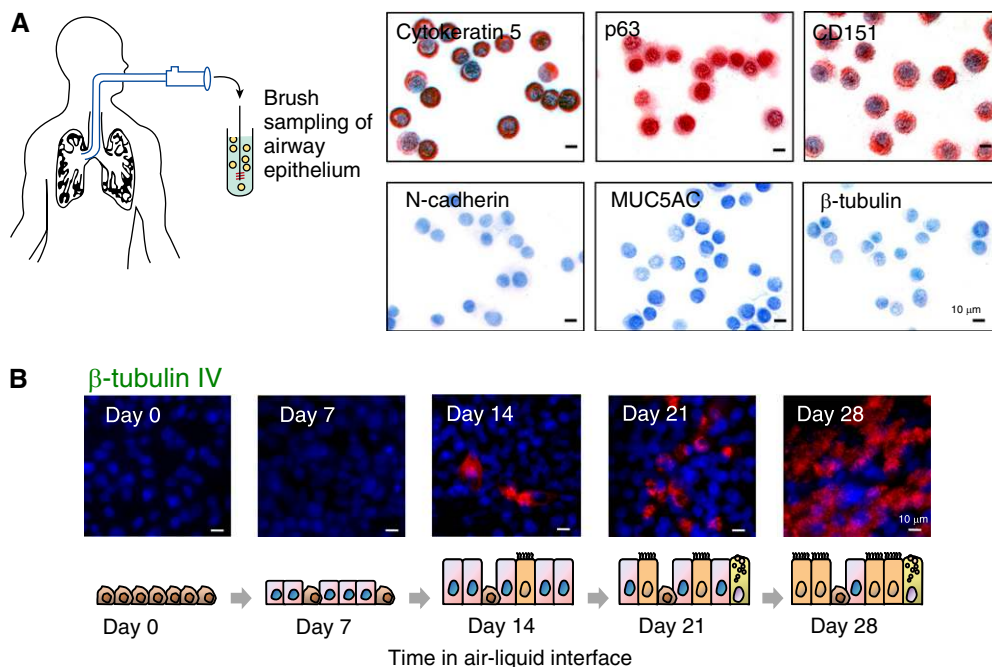 A
Brush
sampling of
airway
epithelium
Cytokeratin 5
p63
CD151
N-cadherin
MUC5AC
β-tubulin
10 μm
B
β-tubulin IV
Day 0
Day 7
Day 14
Day 21
Day 28
10 μm
Day 0
Day 7
Day 14
Day 21
Day 28
Time in air-liquid interface